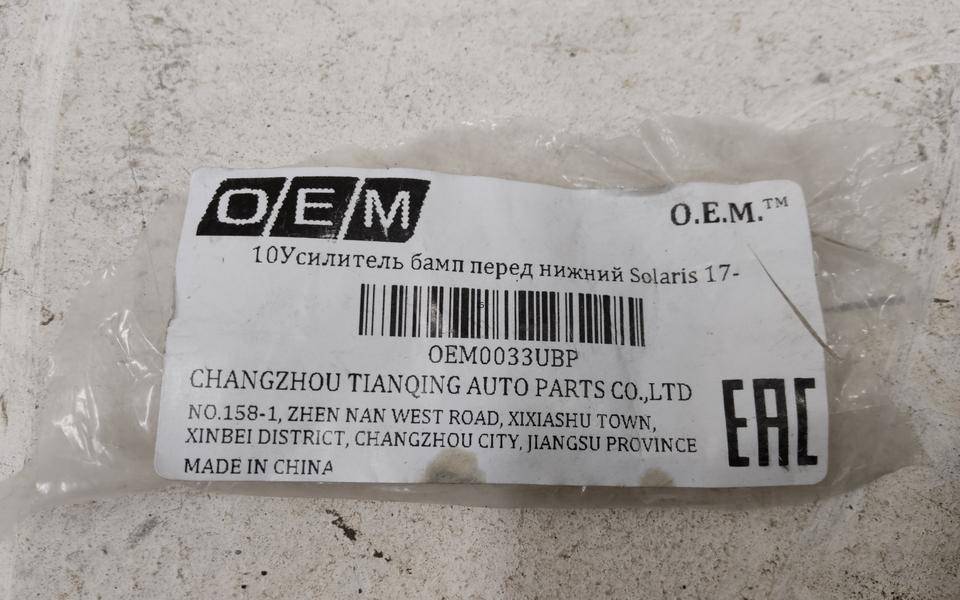 OEM
O.E.M.™
10Усилитель бамп перед нижний Solaris 17-
OEM0033UBP
CHANGZHOU TIANQING AUTO PARTS CO.,LTD
NO.158-1, ZHEN NAN WEST ROAD, XIXIASHU TOWN,
XINBEI DISTRICT, CHANGZHOU CITY, JIANGSU PROVINCE
MADE IN CHINA
EAC